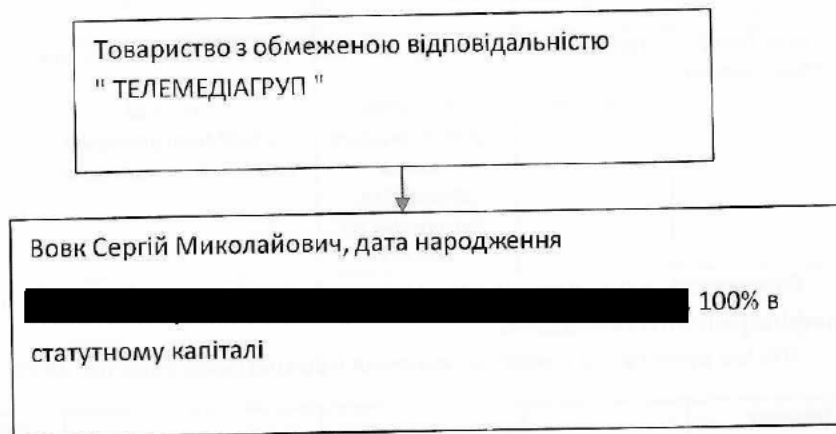 Товариство з обмеженою відповідальністю
" ТЕЛЕМЕДІАГРУП "
Вовк Сергій Миколайович, дата народження
, 100% в
статутному капіталі